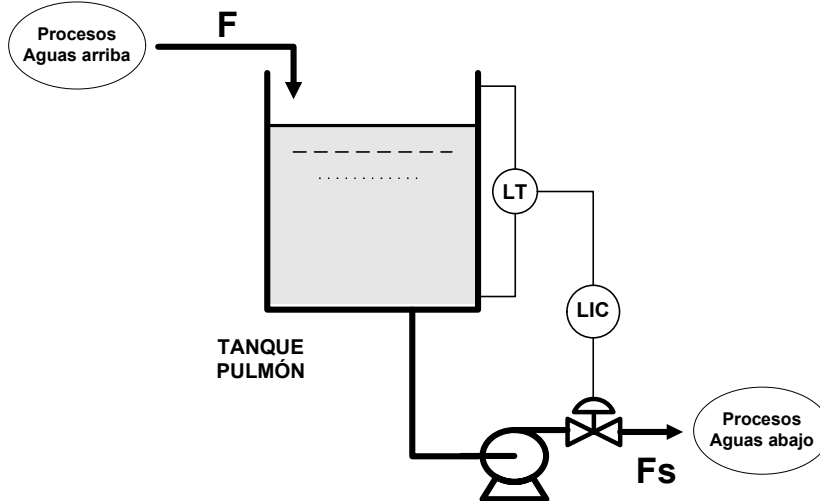 Procesos
Aguas arriba
F
LT
LIC
TANQUE
PULMÓN
Procesos
Aguas abajo
Fs